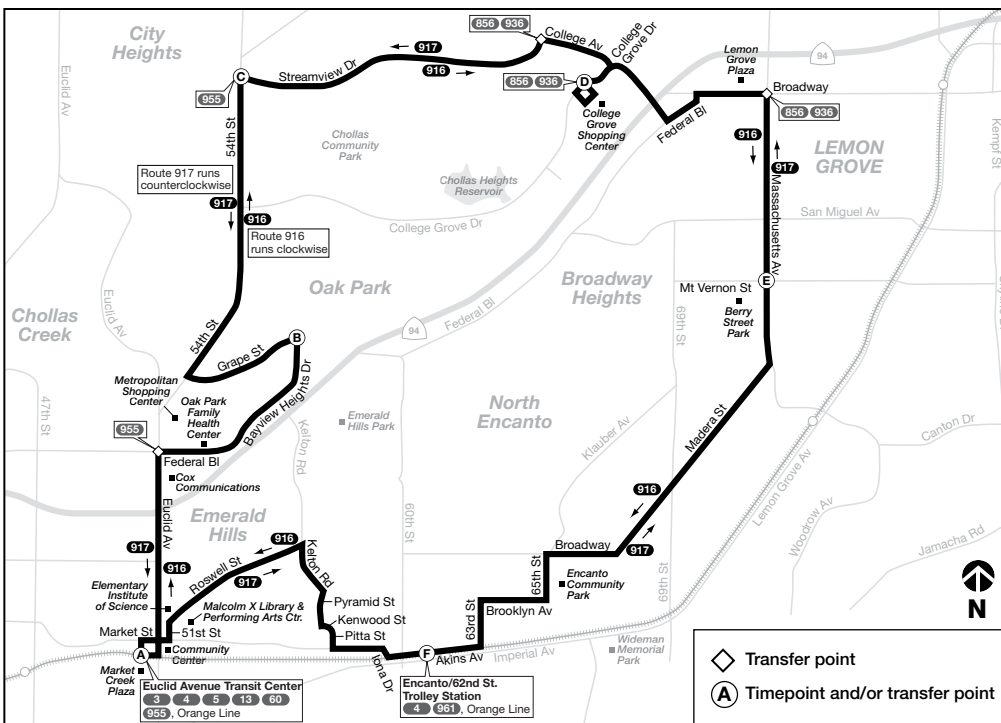 City
Heights
Euclid Av
C
955
54th St
Streamview Dr
917
916
856 936
College Av
College
Grove Dr
856 936
D
College
Grove
Shopping
Center
Federal Bl
Lemon
Grove
Plaza
94
Broadway
856 936
LEMON
GROVE
Kempf St
916
917
Massachusetts Av
San Miguel Av
Chollas
Community
Park
Chollas Heights
Reservoir
College Grove Dr
Route 917 runs
counterclockwise
917
916
Route 916
runs clockwise
Oak Park
Broadway
Heights
69th St
Mt Vernon St
E
Berry
Street
Park
Chollas
Creek
Euclid Av
54th St
Grape St
B
94
Federal Bl
Metropolitan
Shopping
Center
Oak Park
Family
Health
Center
Bayview Heights Dr
47th St
955
Federal Bl
Cox
Communications
Euclid Av
Kelton Rd
Emerald
Hills Park
North
Encanto
Klauber Av
60th St
Madera St
Canton Dr
Lemon Grove Av
Woodrow Av
Jamacha Rd
Emerald
Hills
917
916
Roswell St
916
917
Kelton Rd
916
917
Broadway
65th St
Encanto
Community
Park
69th St
Elementary
Institute
of Science
Malcolm X Library &
Performing Arts Ctr.
Pyramid St
Kenwood St
Pitta St
Brooklyn Av
63rd St
Market St
51st St
Community
Center
A
Market
Creek
Plaza
Iona Dr
F
Akins Av
Imperial Av
Wideman
Memorial
Park
Euclid Avenue Transit Center
3 4 5 13 60
955, Orange Line
Encanto/62nd St.
Trolley Station
4 961, Orange Line
N
Transfer point
A Timepoint and/or transfer point